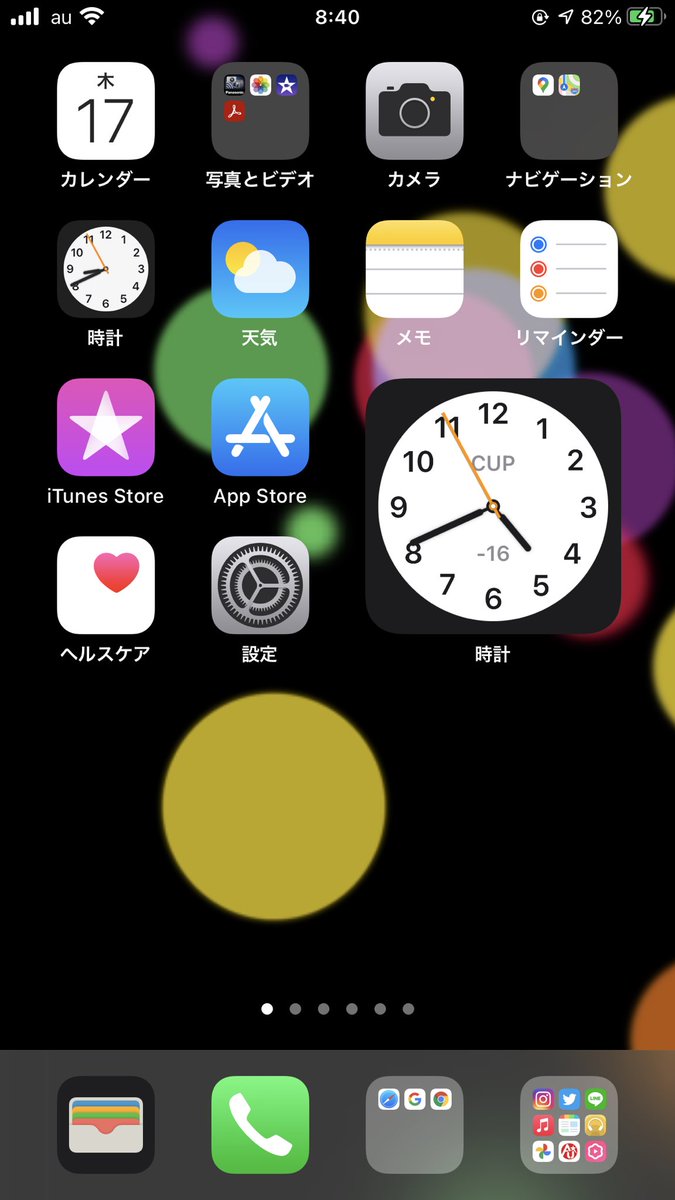 au
8:40
82%
木
17
カレンダー
写真とビデオ
カメラ
ナビゲーション
12
1
2
3
4
5
6
7
8
9
10
11
時計
天気
メモ
リマインダー
iTunes Store
App Store
12
1
2
3
4
5
6
7
8
9
10
11
CUP
-16
時計
ヘルスケア
設定
LINE